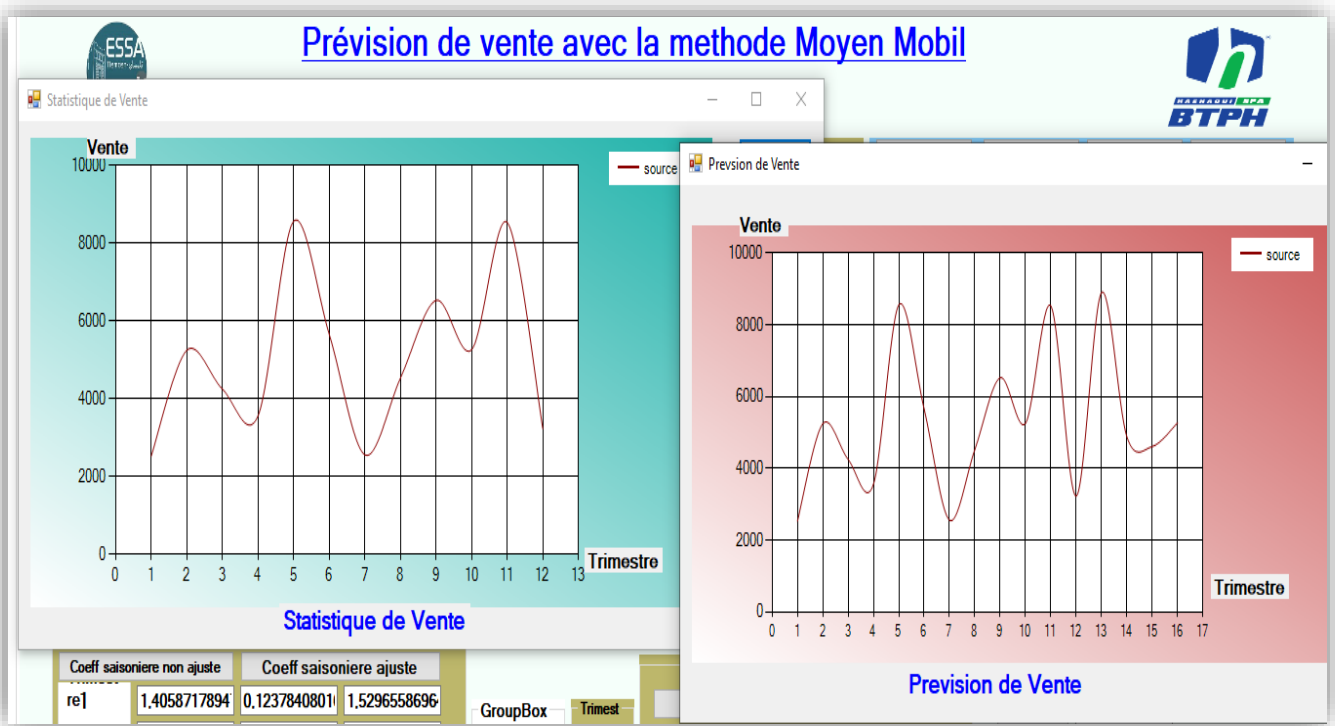 ESSA
Prévision de vente avec la methode Moyen Mobil
HASNAOUI SPA
BTPH
Statistique de Vente
Vente
10000
8000
6000
4000
2000
0
0 1 2 3 4 5 6 7 8 9 10 11 12 13
Trimestre
source
Statistique de Vente
Prevsion de Vente
Vente
10000
8000
6000
4000
2000
0
0 1 2 3 4 5 6 7 8 9 10 11 12 13 14 15 16 17
Trimestre
source
Prevision de Vente
Coeff saisoniere non ajuste Coeff saisoniere ajuste
re1 1,4058717894 0,1237840801 1,529655869
GroupBox Trimest